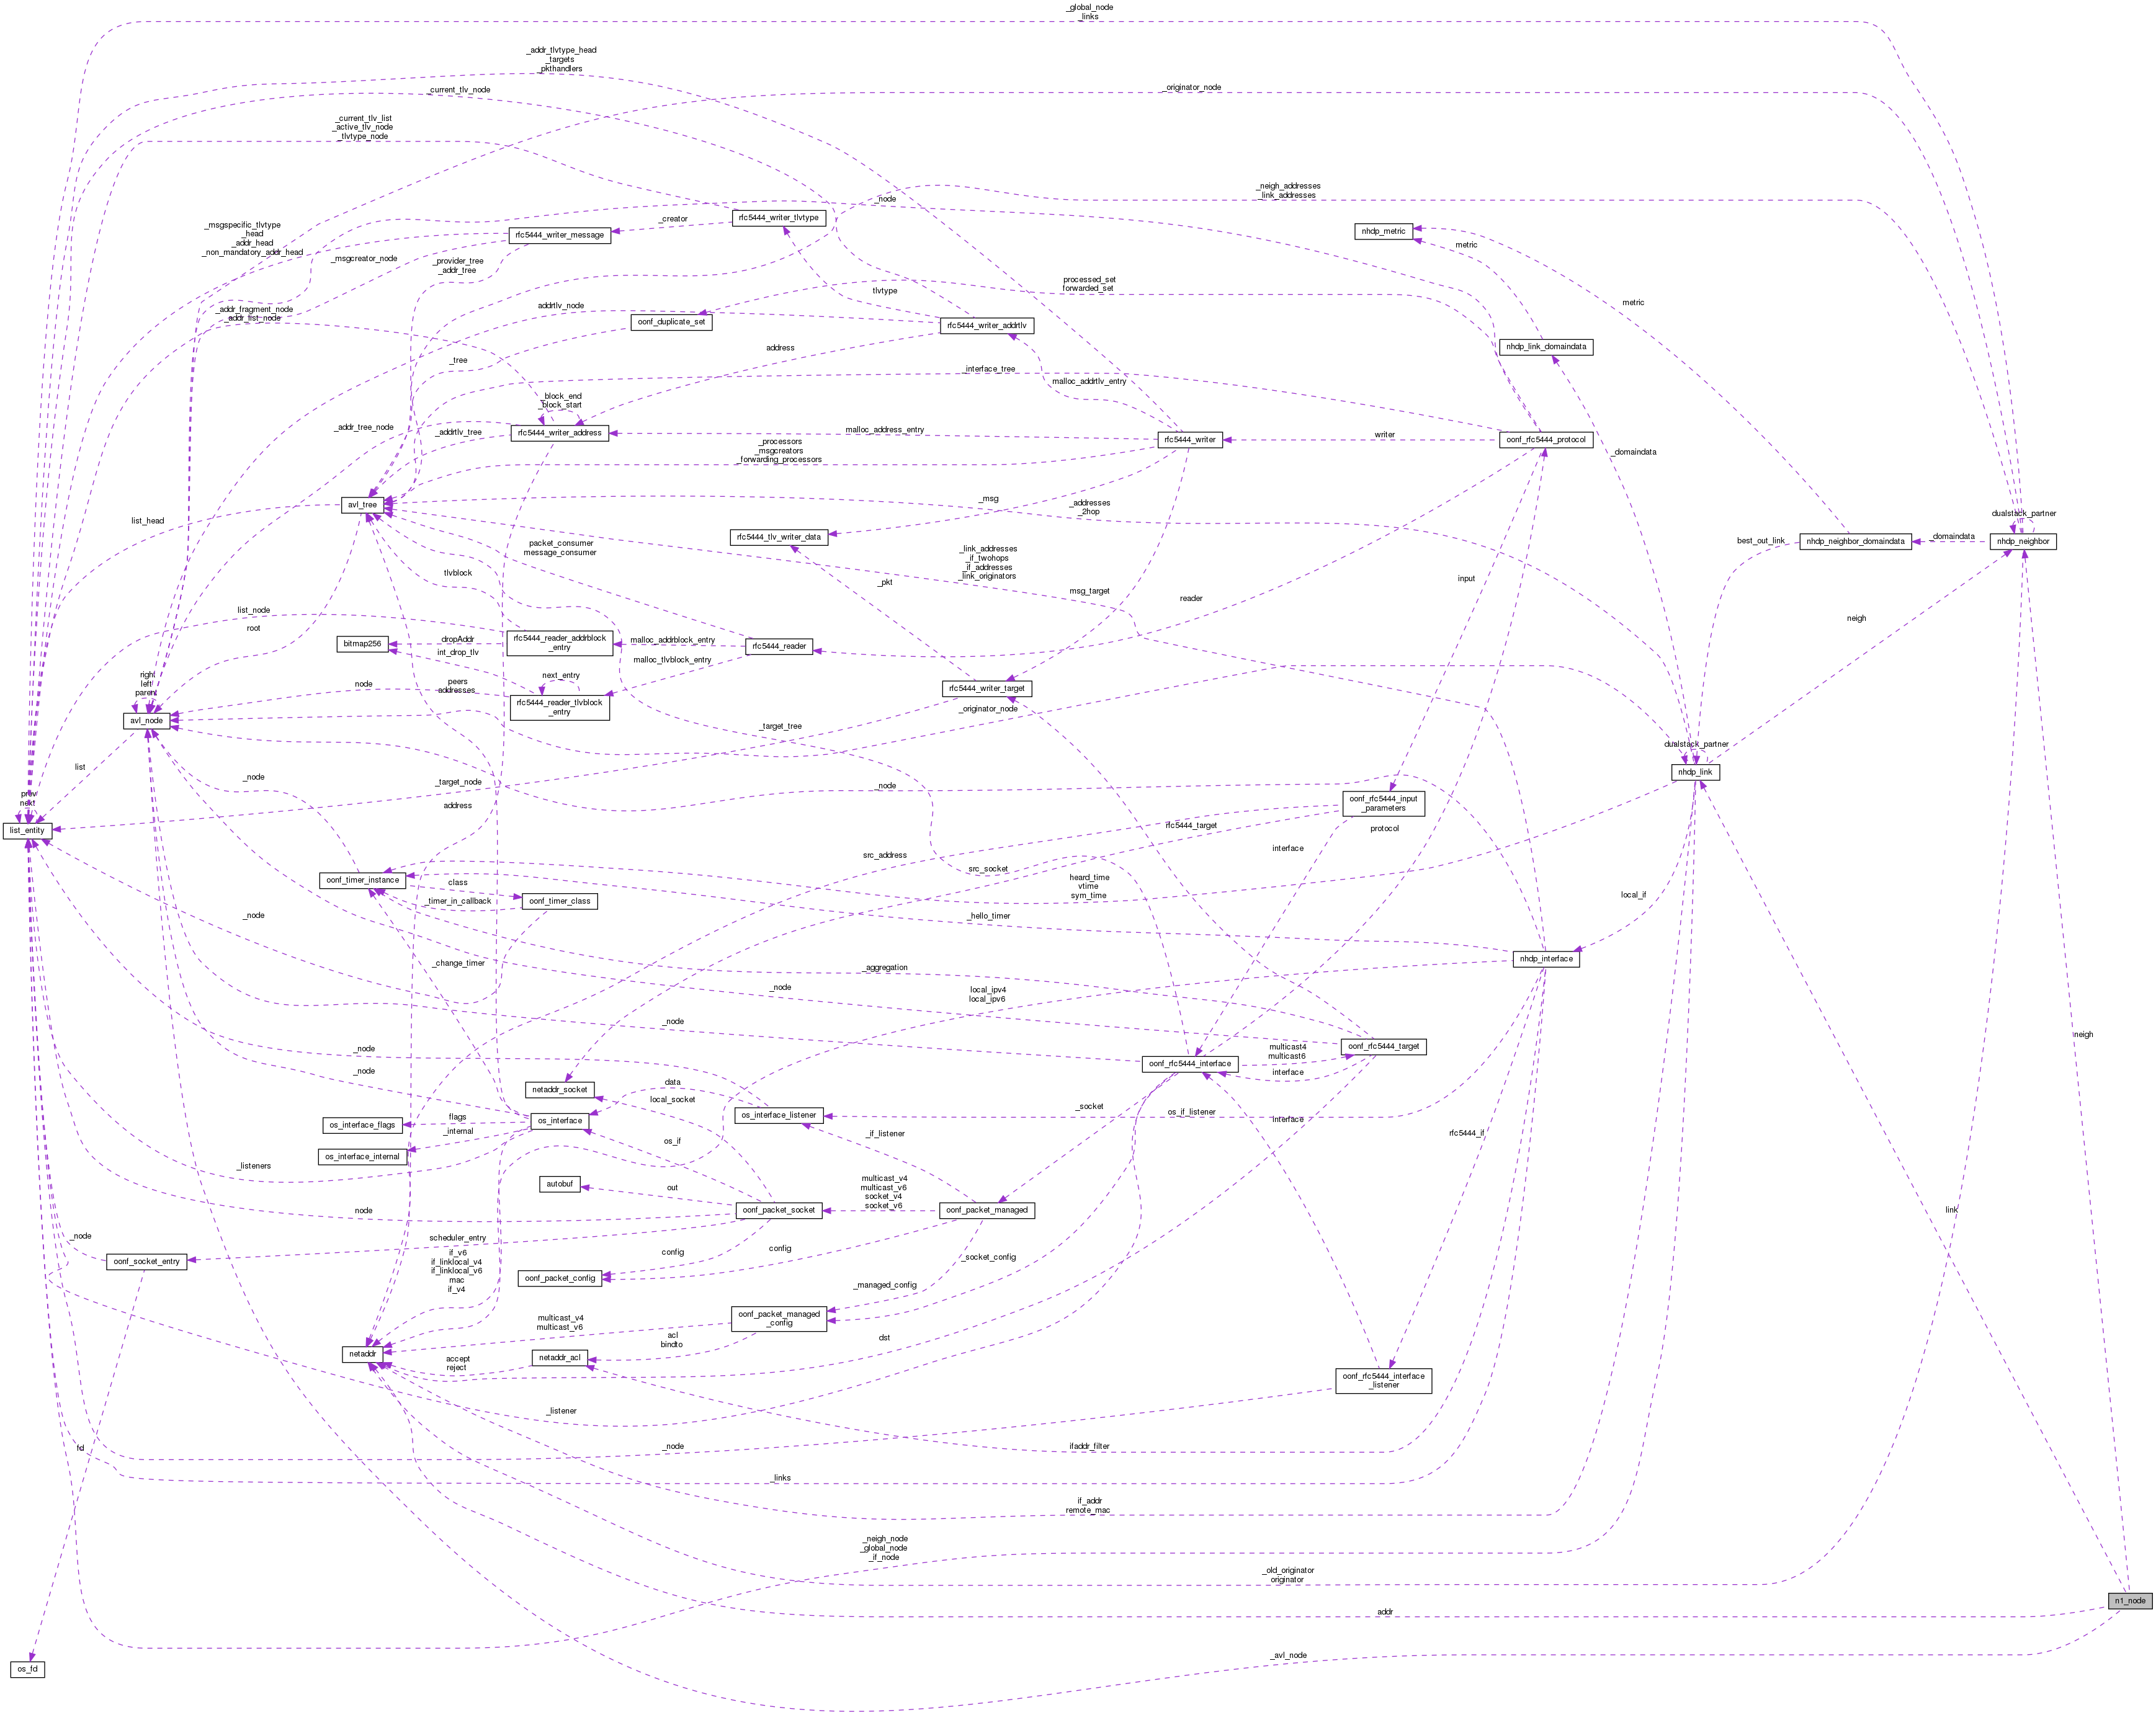 _global_node
_links
_addr_tlvtype_head
_targets
_pkthandlers
_current_tlv_node
_originator_node
_current_tlv_list
_active_tlv_node
_tlvtype_node
_neigh_addresses
_link_addresses
_node
rfc5444_writer_tlvtype
_creator
rfc5444_writer_message
nhdp_metric
_msgspecific_tlvtype
_head
_addr_head
_non_mandatory_addr_head
_msgcreator_node
_provider_tree
_addr_tree
metric
processed_set
forwarded_set
tlvtype
metric
_addr_fragment_node
_addr_list_node
addrtlv_node
oonf_duplicate_set
rfc5444_writer_addrtlv
nhdp_link_domaindata
address
_tree
_interface_tree
malloc_addrtlv_entry
_block_end
_block_start
_addr_tree_node
_addrtlv_tree
rfc5444_writer_address
malloc_address_entry
rfc5444_writer
writer
oonf_rfc5444_protocol
_processors
_msgcreators
_forwarding_processors
_domaindata
avl_tree
list_head
_msg
_addresses
_2hop
dualstack_partner
rfc5444_tlv_writer_data
best_out_link
nhdp_neighbor_domaindata
_domaindata
nhdp_neighbor
packet_consumer
message_consumer
_link_addresses
_if_twohops
_if_addresses
_link_originators
tlvblock
_pkt
input
msg_target
reader
list_node
root
bitmap256
dropAddr
rfc5444_reader_addrblock
_entry
malloc_addrblock_entry
rfc5444_reader
neigh
int_drop_tlv
malloc_tlvblock_entry
right
left
parent
node
peers
addresses
next_entry
rfc5444_reader_tlvblock
_entry
rfc5444_writer_target
_originator_node
avl_node
_target_tree
dualstack_partner
list
nhdp_link
_node
_target_node
_node
prev
next
list_entity
address
oonf_rfc5444_input
_parameters
rfc5444_target
protocol
src_address
interface
src_socket
oonf_timer_instance
class
oonf_timer_class
_timer_in_callback
heard_time
vtime
sym_time
local_if
_node
_hello_timer
nhdp_interface
_change_timer
_aggregation
_node
local_ipv4
local_ipv6
_node
_node
_node
oonf_rfc5444_interface
multicast4
multicast6
interface
oonf_rfc5444_target
neigh
netaddr_socket
data
local_socket
os_interface_listener
os_interface
flags
os_interface_flags
_socket
os_if_listener
interface
_internal
os_interface_internal
os_if
_if_listener
rfc5444_if
_listeners
autobuf
out
multicast_v4
multicast_v6
socket_v4
socket_v6
node
oonf_packet_socket
oonf_packet_managed
link
_node
oonf_socket_entry
scheduler_entry
if_v6
if_linklocal_v4
if_linklocal_v6
mac
if_v4
config
config
_socket_config
oonf_packet_config
_managed_config
multicast_v4
multicast_v6
oonf_packet_managed
_config
acl
bindto
dst
netaddr
accept
reject
netaddr_acl
oonf_rfc5444_interface
_listener
_listener
fd
_node
ifaddr_filter
_links
if_addr
remote_mac
_neigh_node
_global_node
_if_node
_old_originator
originator
n1_node
addr
_avl_node
os_fd